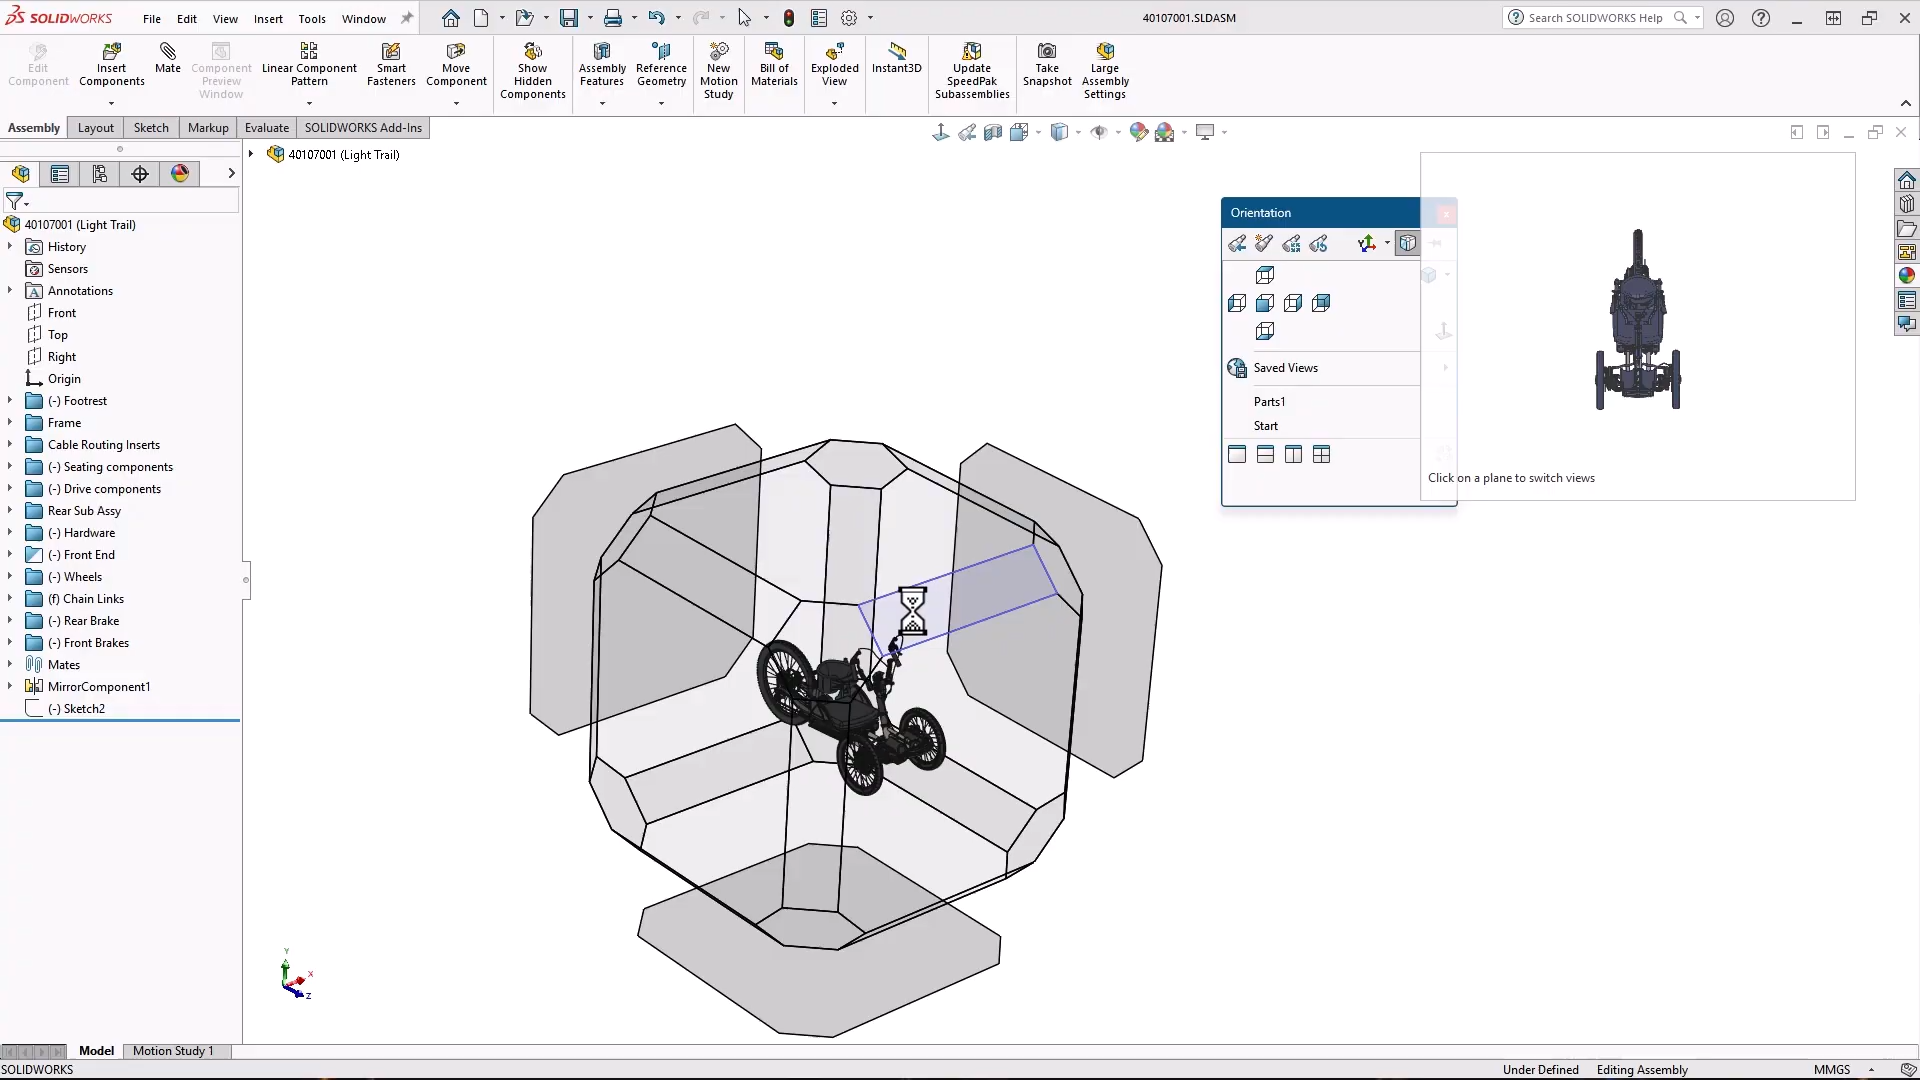 SOLIDWORKS
File Edit View Insert Tools Window
40107001.SLDASM
Search SOLIDWORKS Help
Edit Component
Insert Components
Mate
Component Preview Window
Linear Component Pattern
Smart Fasteners
Move Component
Show Hidden Components
Assembly Features
Reference Geometry
New Motion Study
Bill of Materials
Exploded View
Instant3D
Update SpeedPak Subassemblies
Take Snapshot
Large Assembly Settings
Assembly Layout Sketch Markup Evaluate SOLIDWORKS Add-Ins
40107001 (Light Trail)
40107001 (Light Trail)
History
Sensors
Annotations
Front
Top
Right
Origin
(-) Footrest
Frame
Cable Routing Inserts
(-) Seating components
(-) Drive components
Rear Sub Assy
(-) Hardware
(-) Front End
(-) Wheels
(f) Chain Links
(-) Rear Brake
(-) Front Brakes
Mates
MirrorComponent1
(-) Sketch2
Orientation
Saved Views
Parts1
Start
Click on a plane to switch views
Y
X
Z
Model Motion Study 1
SOLIDWORKS
Under Defined Editing Assembly MMGS